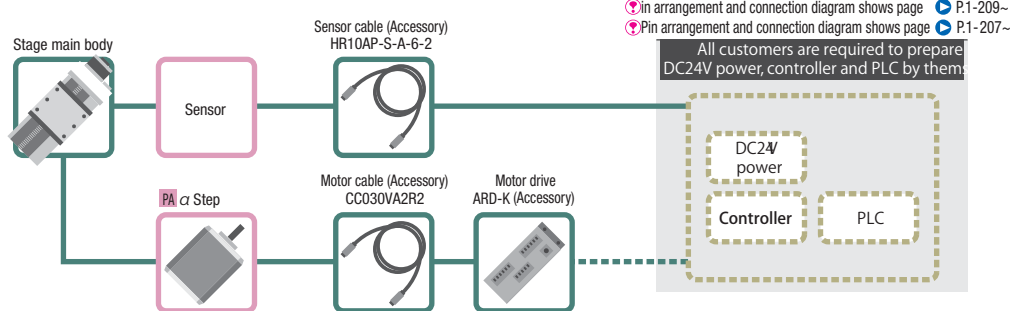 in arrangement and connection diagram shows page P.1-209~
Pin arrangement and connection diagram shows page P.1-207~
Stage main body
Sensor
Sensor cable (Accessory)
HR10AP-S-A-6-2
All customers are required to prepare
DC24V power, controller and PLC by thems
DC24V
power
Controller
PLC
PA α Step
Motor cable (Accessory)
CC030VA2R2
Motor drive
ARD-K (Accessory)